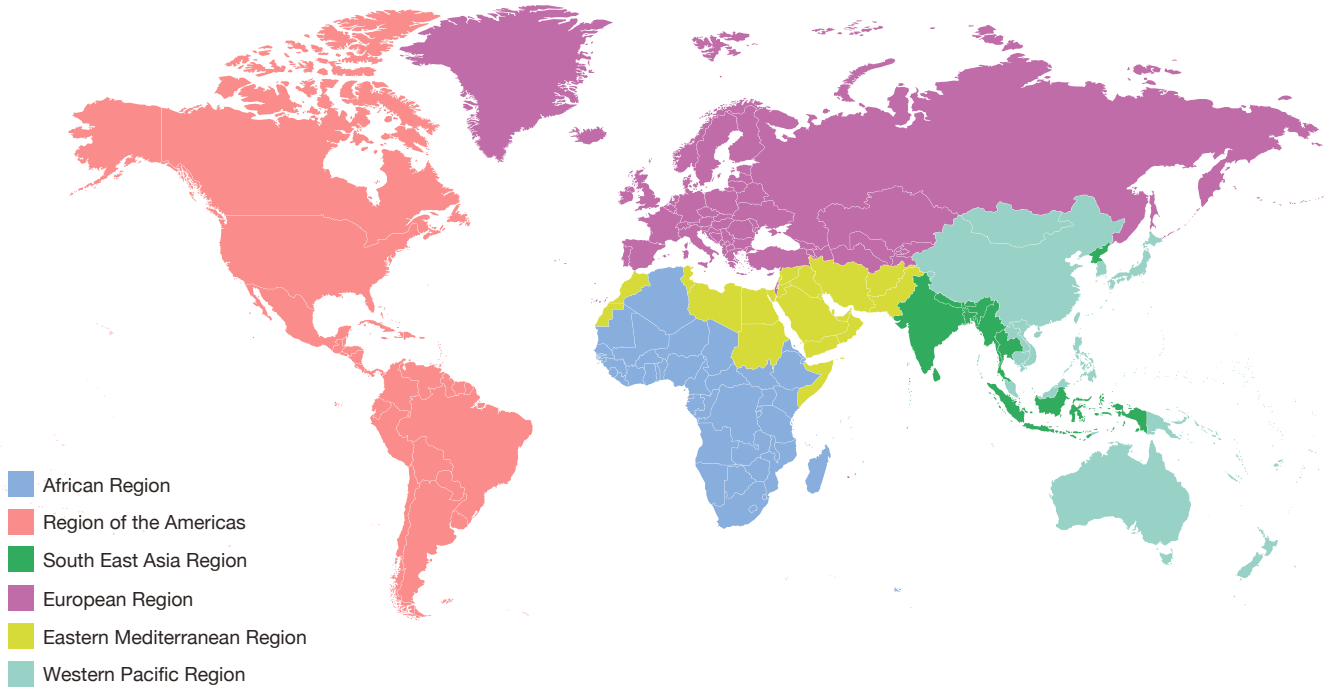 African Region
Region of the Americas
South East Asia Region
European Region
Eastern Mediterranean Region
Western Pacific Region